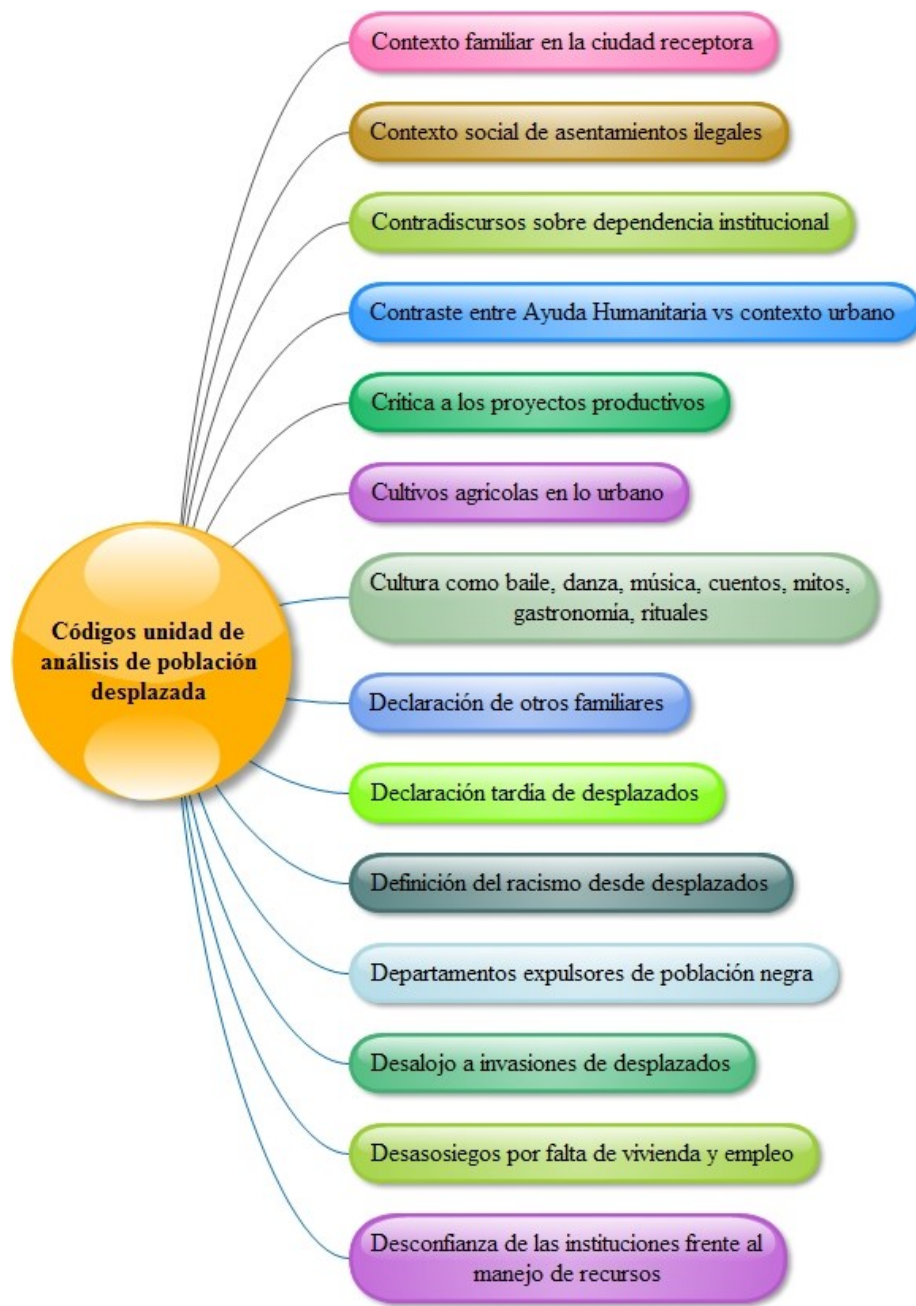 Contexto familiar en la ciudad receptora
Contexto social de asentamientos ilegales
Contradiscursos sobre dependencia institucional
Contraste entre Ayuda Humanitaria vs contexto urbano
Crítica a los proyectos productivos
Cultivos agrícolas en lo urbano
Cultura como baile, danza, música, cuentos, mitos,
gastronomía, rituales
Códigos unidad de
análisis de población
desplazada
Declaración de otros familiares
Declaración tardía de desplazados
Definición del racismo desde desplazados
Departamentos expulsores de población negra
Desalojo a invasiones de desplazados
Desasosiegos por falta de vivienda y empleo
Desconfianza de las instituciones frente al
manejo de recursos